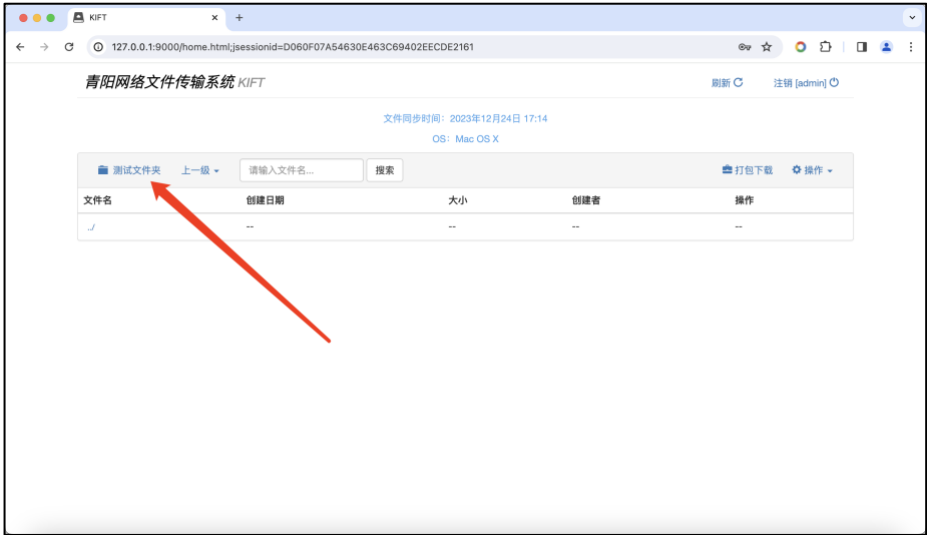 KIFT
127.0.0.1:9000/home.html;jsessionid=D060F07A54630E463C69402EECDE2161
青阳网络文件传输系统 KIFT 刷新 注销 [admin]
文件同步时间：2023年12月24日 17:14
OS：Mac OS X
测试文件夹 上一级 请输入文件名... 搜索 打包下载 操作
文件名 创建日期 大小 创建者 操作
../ -- -- -- --